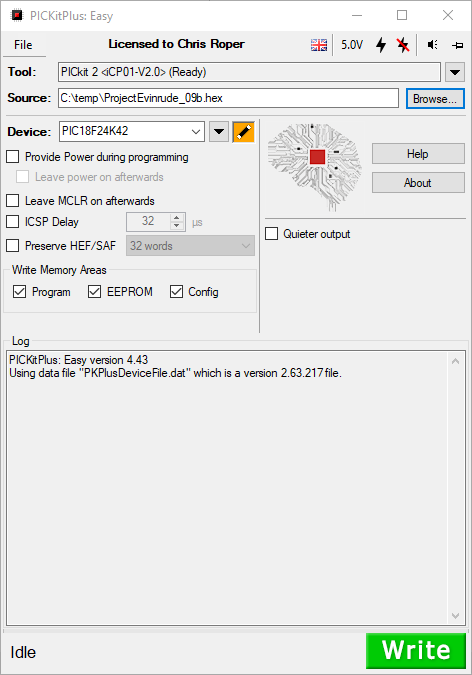 PICKitPlus: Easy
File
Licensed to Chris Roper
5.0V
Tool:
PICkit 2 <iCP01-V2.0> (Ready)
Source:
C:\temp\ProjectEvinrude_09b.hex
Browse...
Device:
PIC18F24K42
Provide Power during programming
Leave power on afterwards
Help
About
Leave MCLR on afterwards
ICSP Delay
32
µs
Quieter output
Preserve HEF/SAF
32 words
Write Memory Areas
Program
EEPROM
Config
Log
PICKitPlus: Easy version 4.43
Using data file "PKPlusDeviceFile.dat" which is a version 2.63.217 file.
Idle
Write